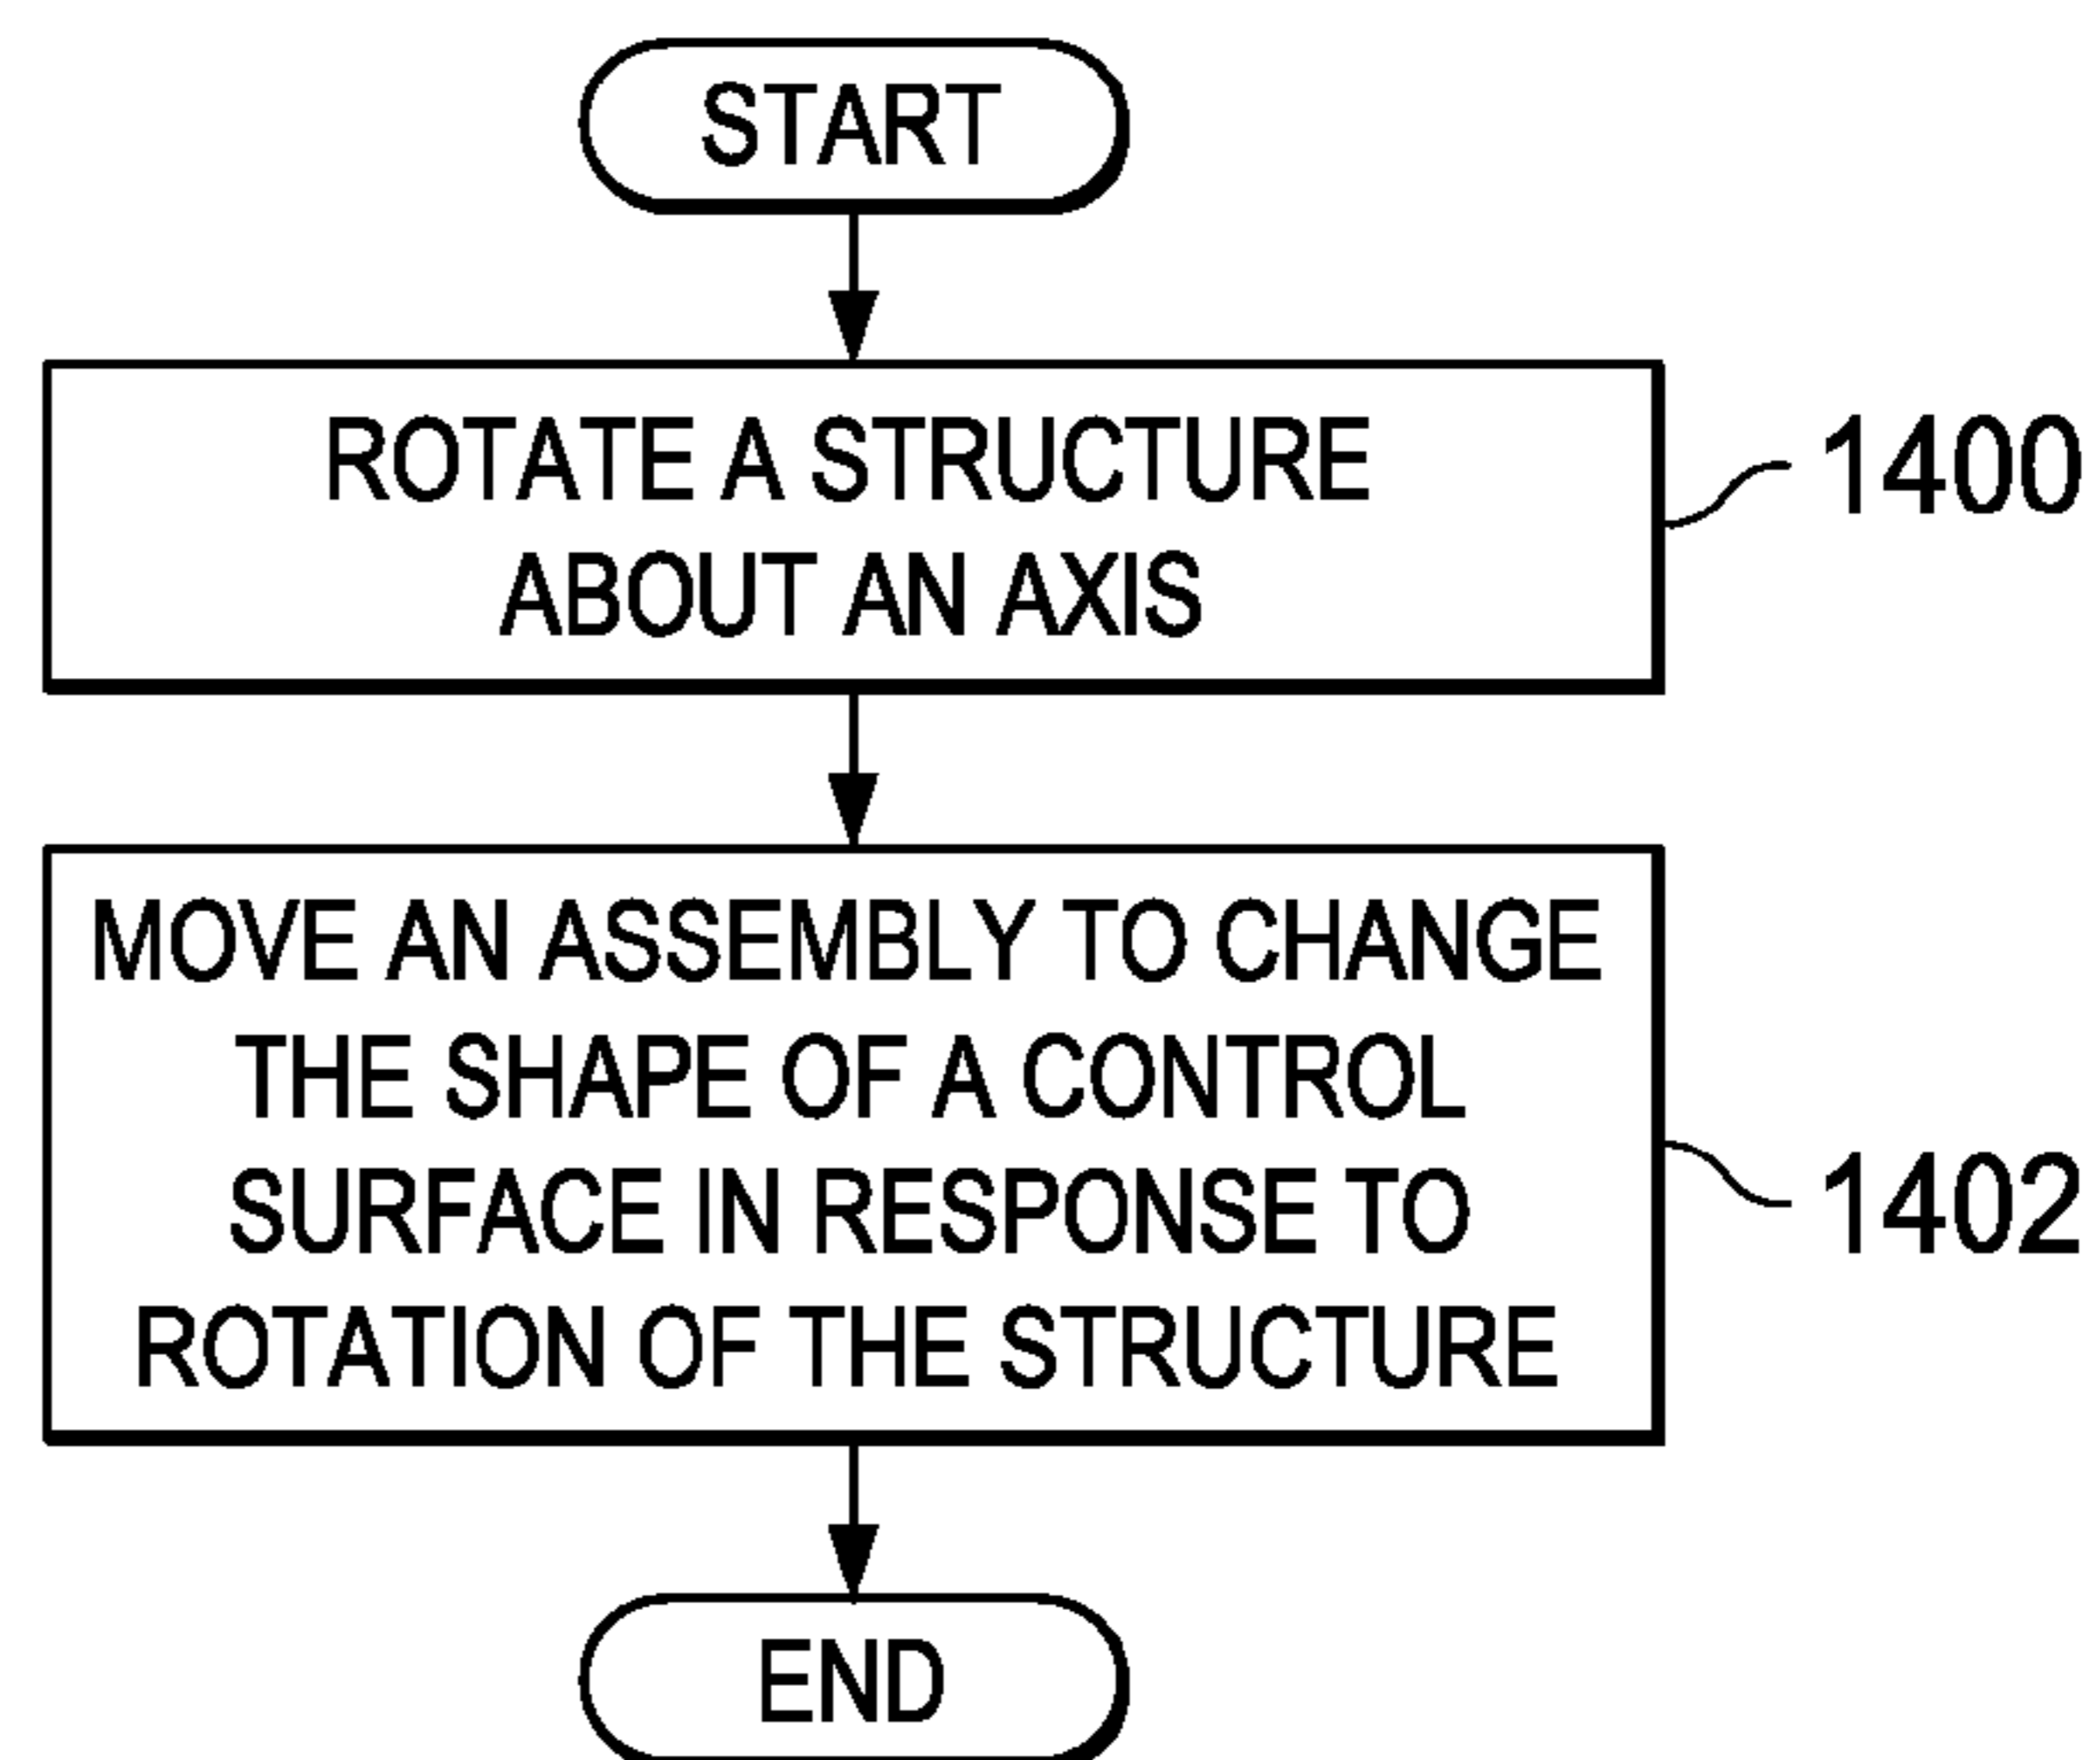 START
ROTATE A STRUCTURE
ABOUT AN AXIS
1400
MOVE AN ASSEMBLY TO CHANGE
THE SHAPE OF A CONTROL
SURFACE IN RESPONSE TO
ROTATION OF THE STRUCTURE
1402
END